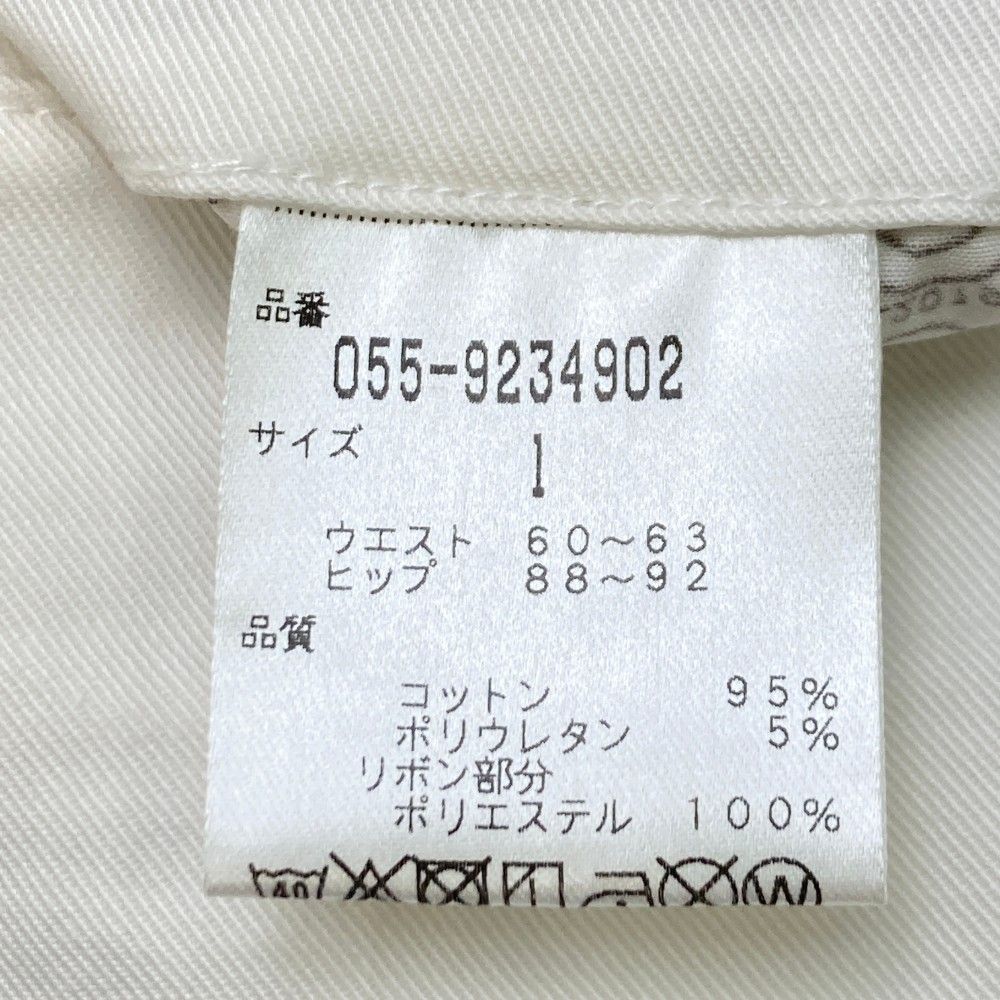 品番
055-9234902
サイズ 1
ウエスト 60~63
ヒップ 88~92
品質
コットン 95%
ポリウレタン 5%
リボン部分
ポリエステル 100%
40 W